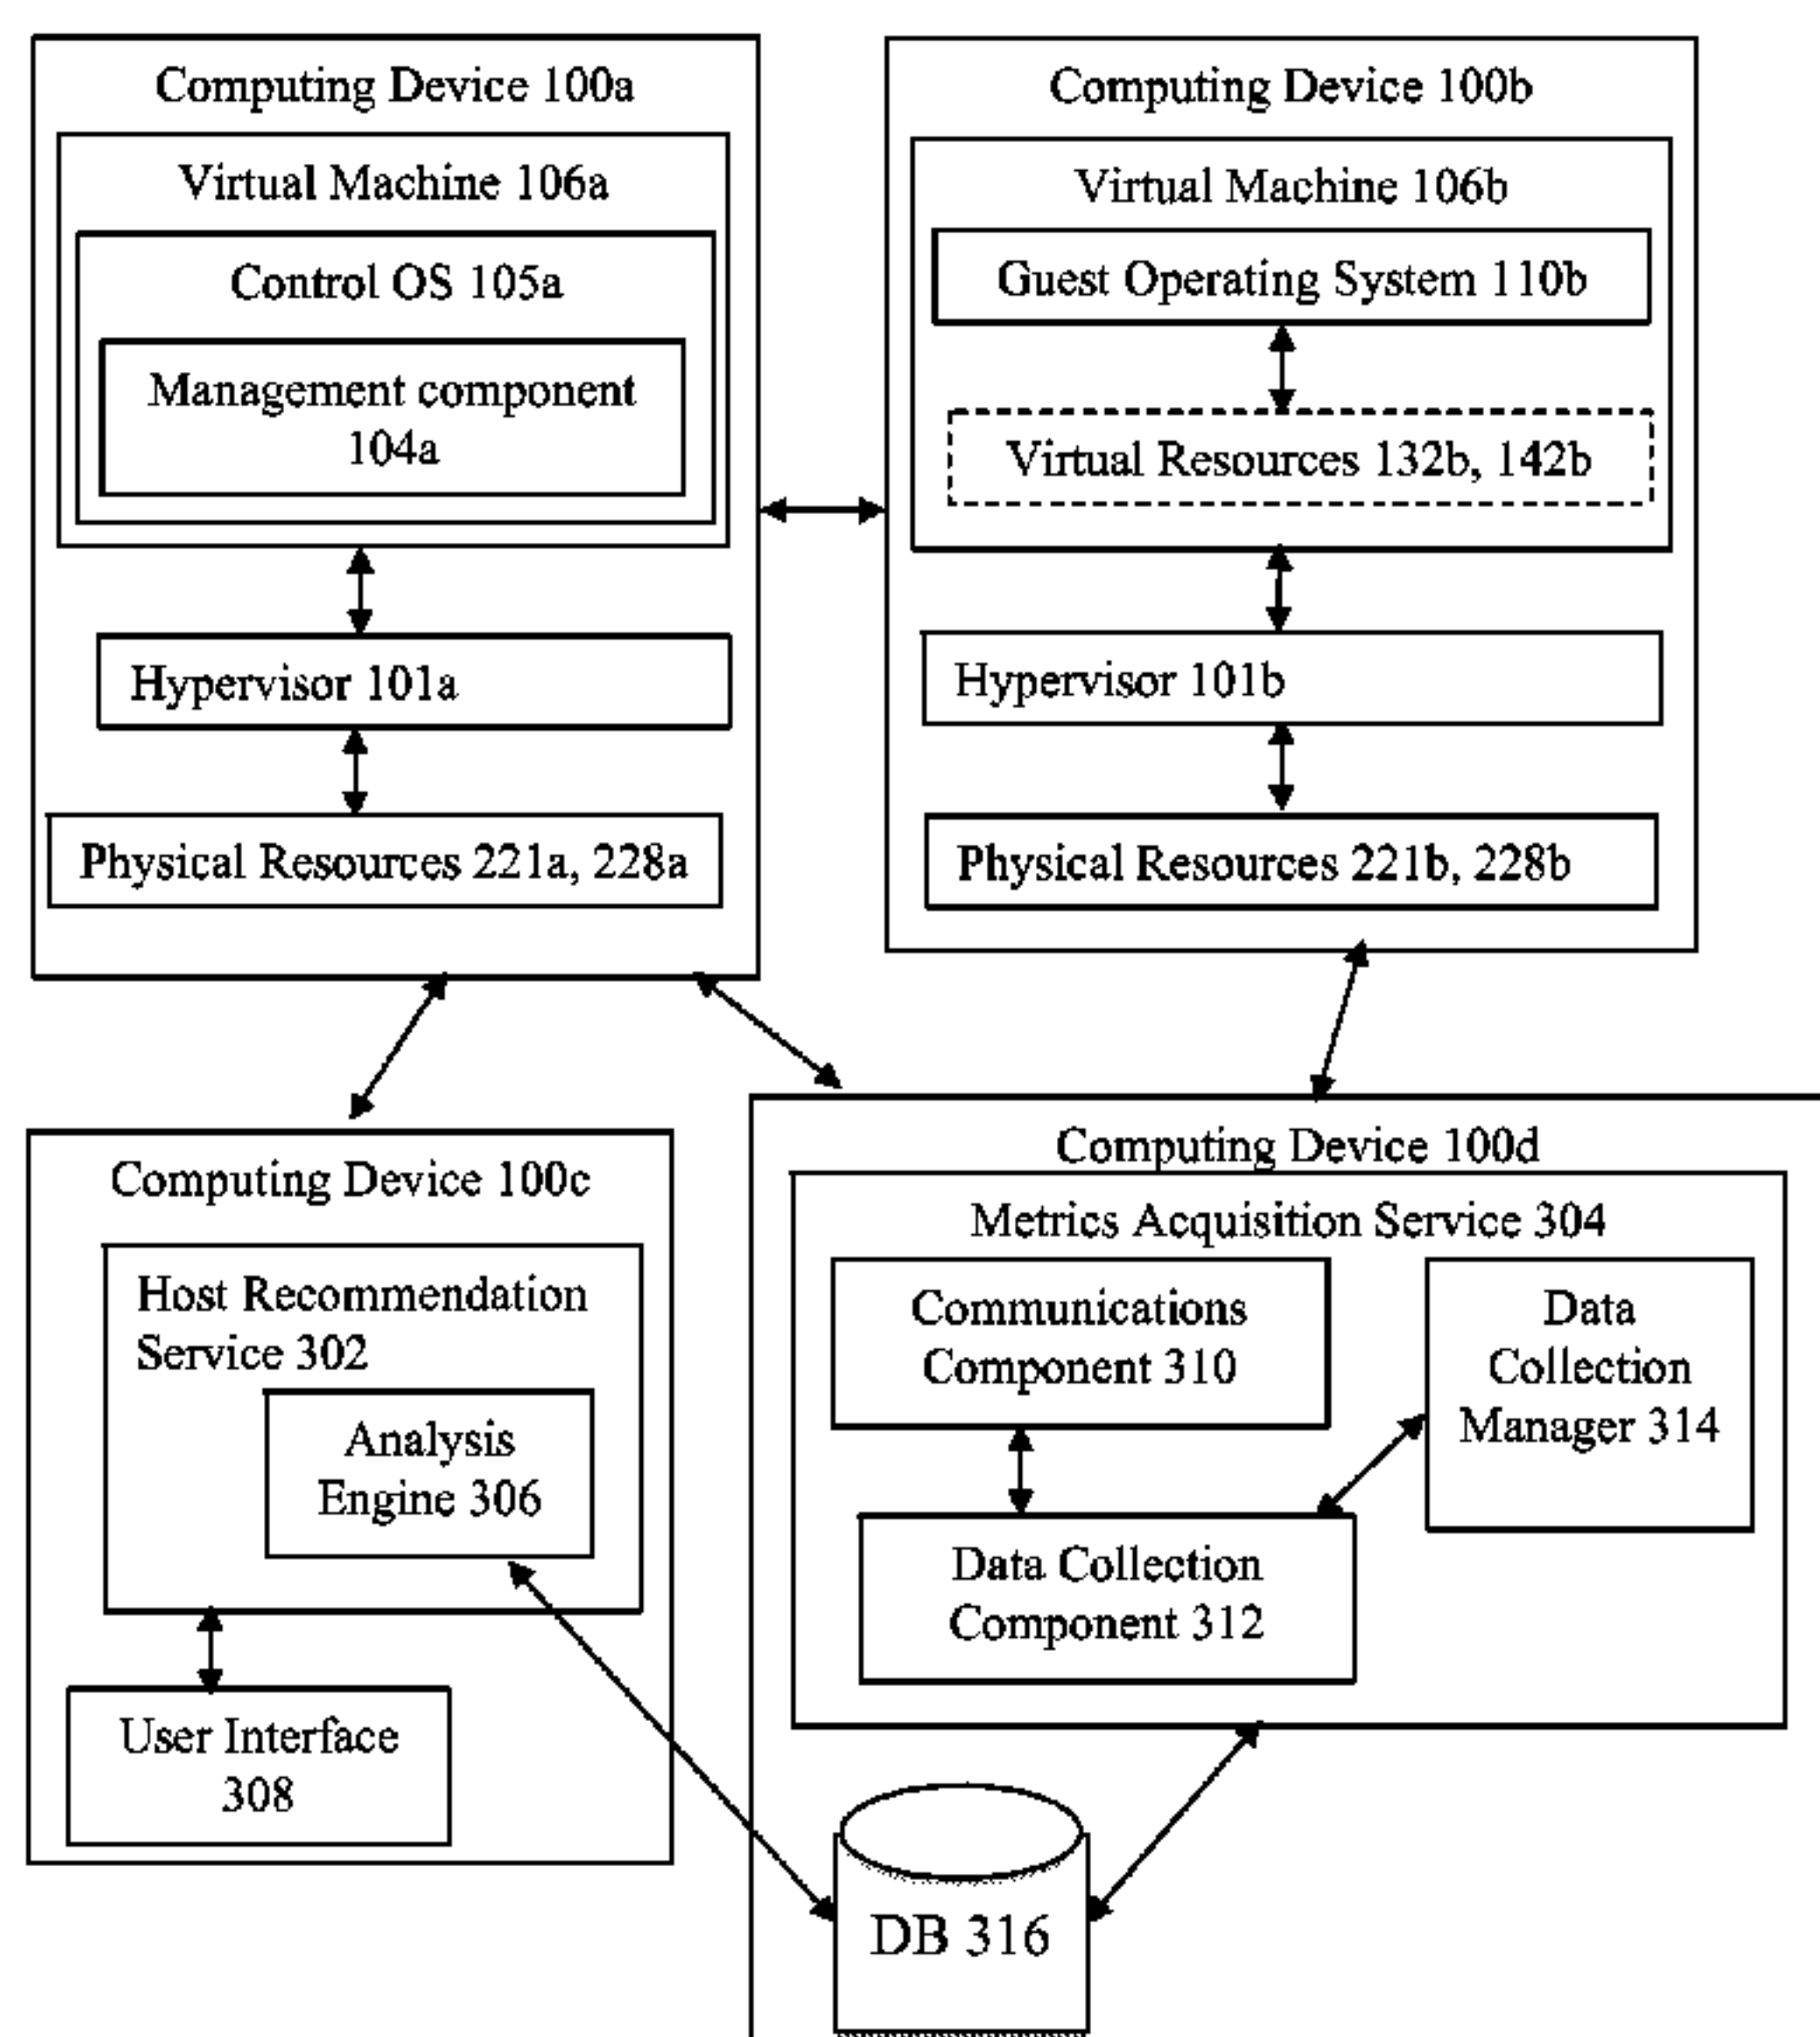 Computing Device 100a
Virtual Machine 106a
Control OS 105a
Management component
104a
Hypervisor 101a
Physical Resources 221a, 228a
Computing Device 100b
Virtual Machine 106b
Guest Operating System 110b
Virtual Resources 132b, 142b
Hypervisor 101b
Physical Resources 221b, 228b
Computing Device 100c
Host Recommendation
Service 302
Analysis
Engine 306
User Interface
308
Computing Device 100d
Metrics Acquisition Service 304
Communications
Component 310
Data
Collection
Manager 314
Data Collection
Component 312
DB 316